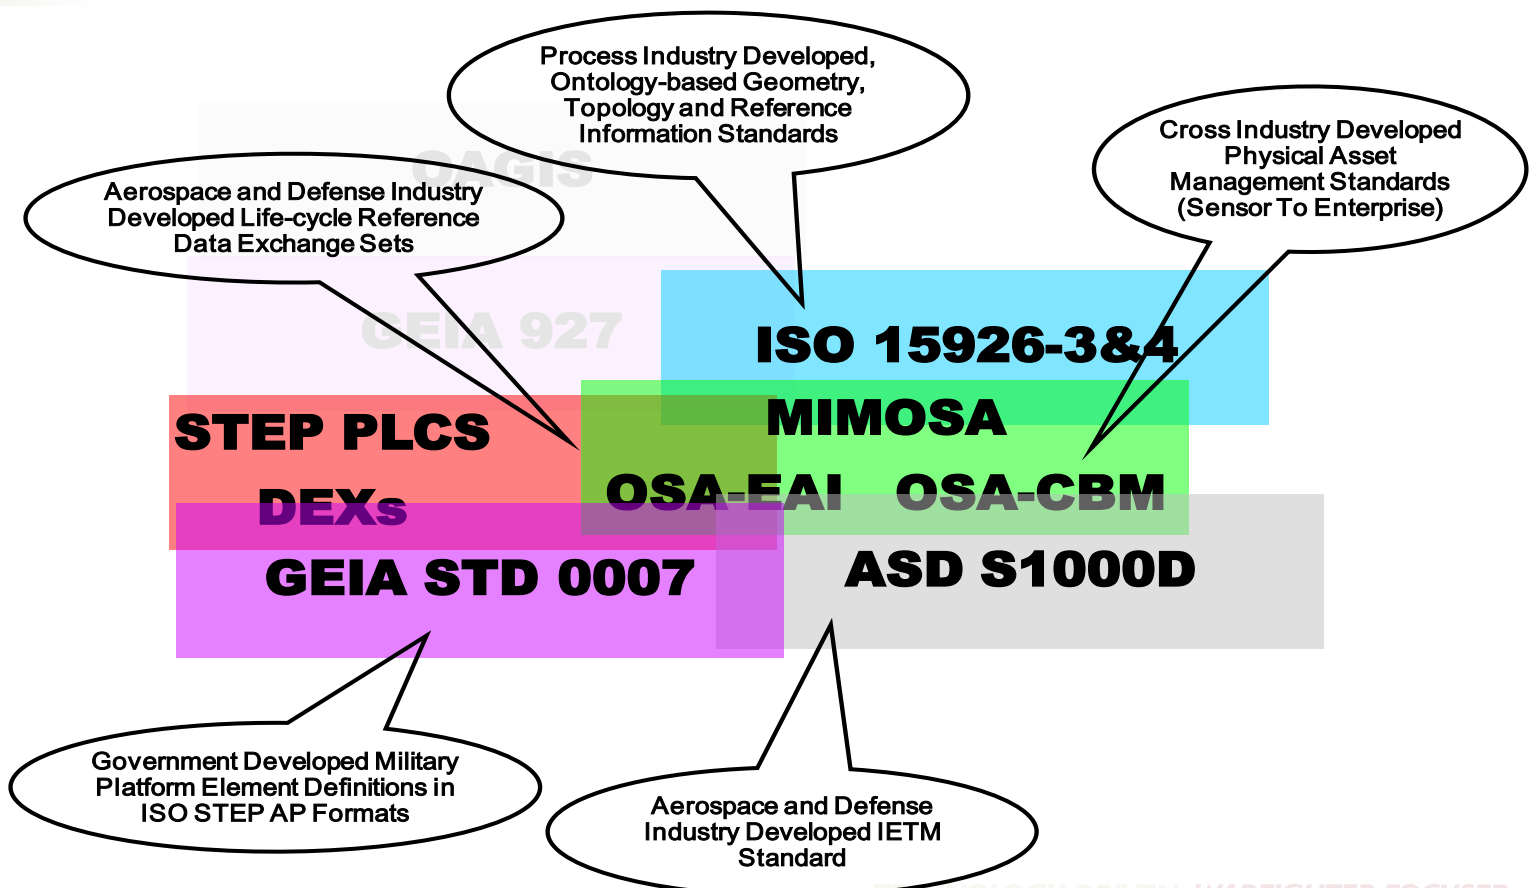 Process Industry Developed,
Ontology-based Geometry,
Topology and Reference
Information Standards
Cross Industry Developed
Physical Asset
Management Standards
(Sensor To Enterprise)
OAGIS
Aerospace and Defense Industry
Developed Life-cycle Reference
Data Exchange Sets
GEIA 927
ISO 15926-3&4
STEP PLCS
DEXs
MIMOSA
OSA-EAI OSA-CBM
GEIA STD 0007
ASD S1000D
Government Developed Military
Platform Element Definitions in
ISO STEP AP Formats
Aerospace and Defense
Industry Developed IETM
Standard
WARFIGHTER FOCUSED